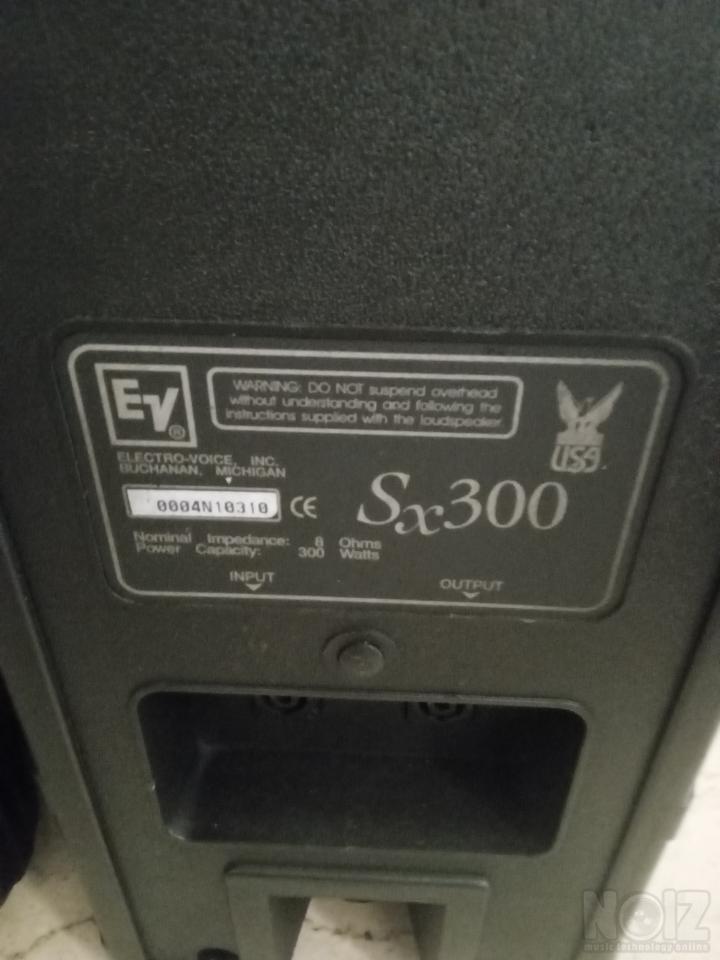 EV®
WARNING: DO NOT suspend overhead
without understanding and following the
instructions supplied with the loudspeaker.
USA
ELECTRO-VOICE, INC.
BUCHANAN, MICHIGAN
0004N10310 CE
Sx300
Nominal Impedance: 8 Ohms
Power Capacity: 300 Watts
INPUT
OUTPUT
NOIZ
music technology online